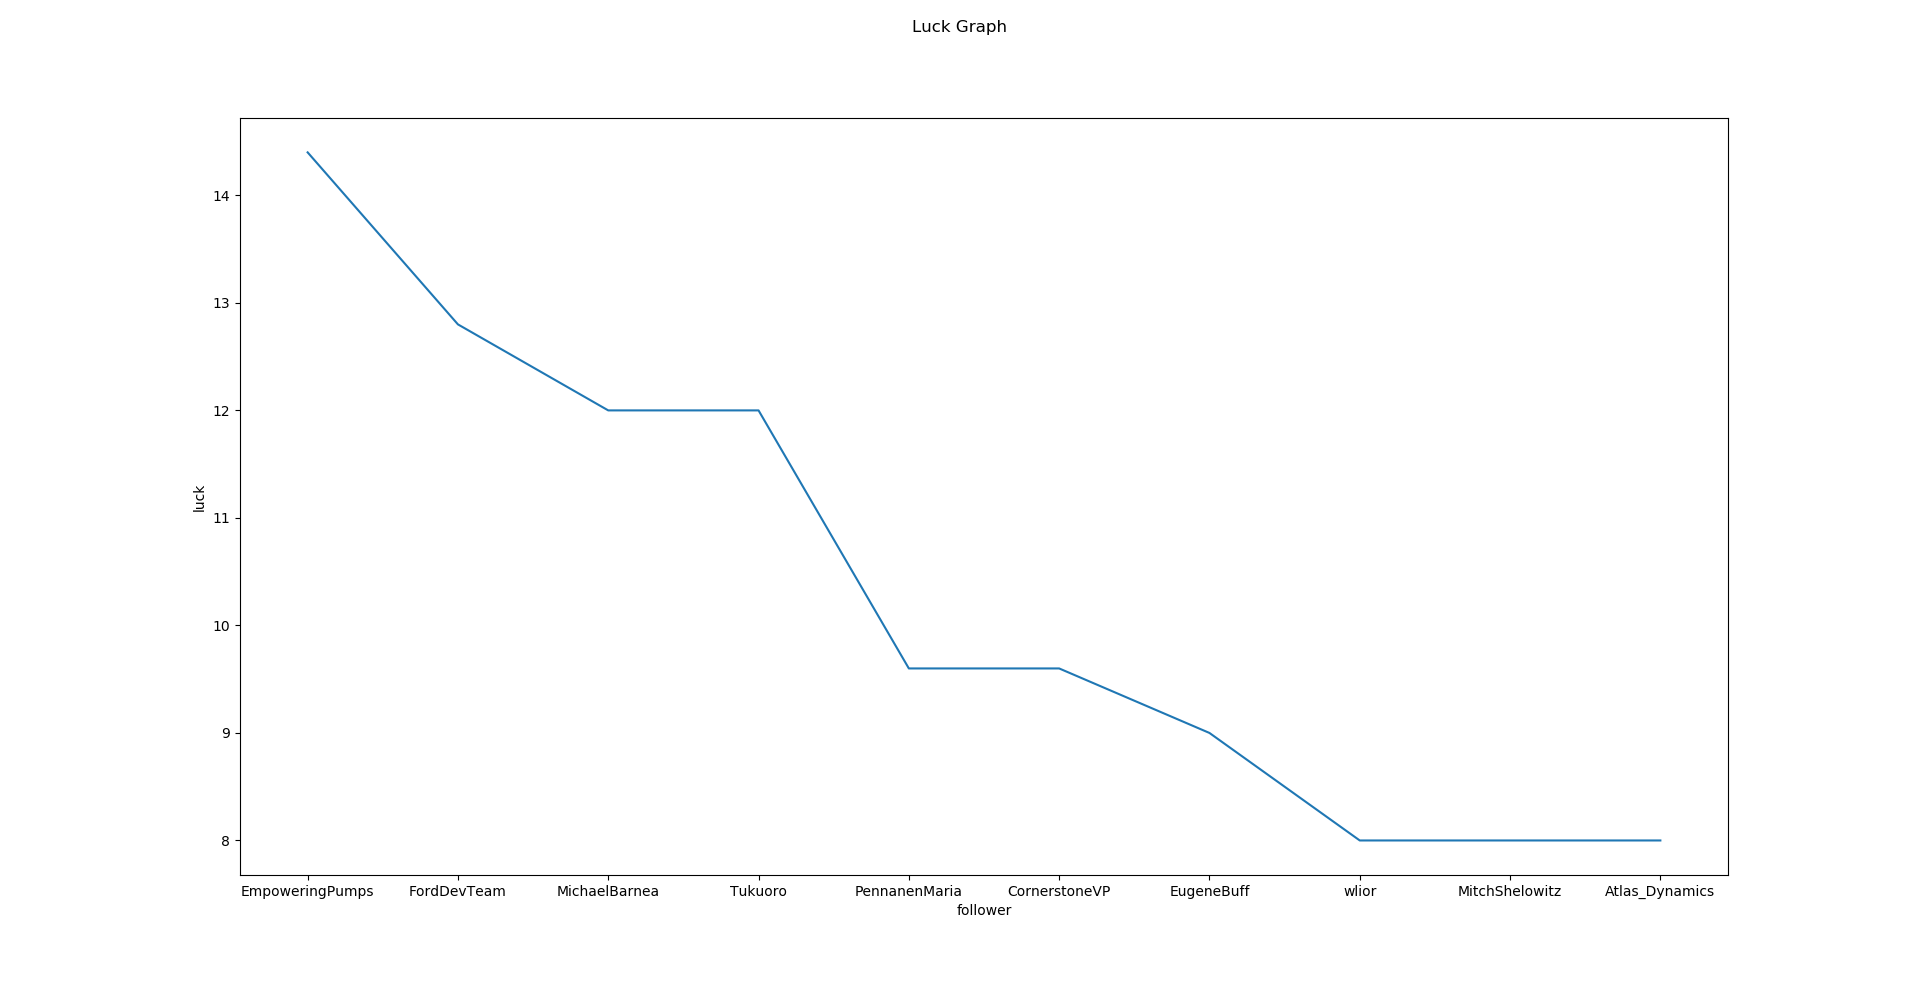 Luck Graph
14
13
12
11
10
9
8
luck
EmpoweringPumps FordDevTeam MichaelBarnea Tukuoro PennanenMaria CornerstoneVP EugeneBuff wlior MitchShelowitz Atlas_Dynamics
follower